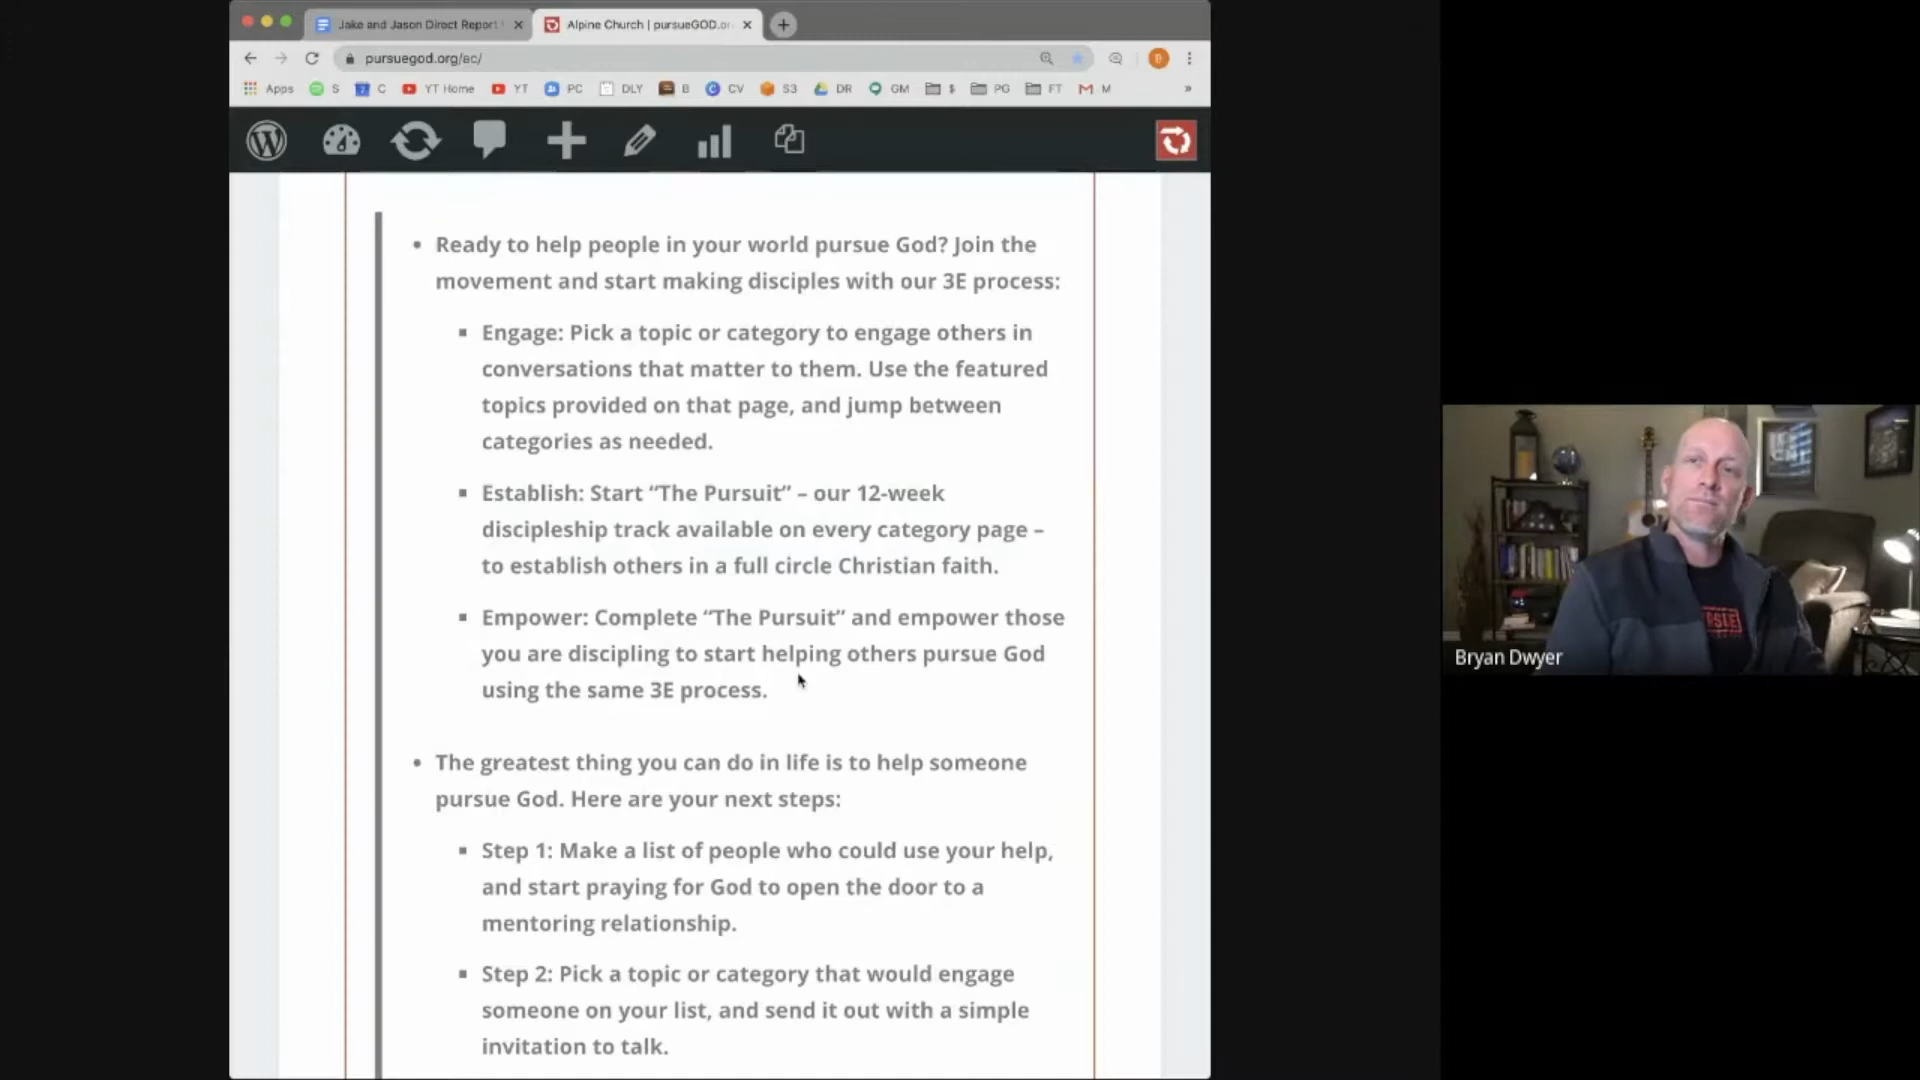 Jake and Jason Direct Report
Alpine Church | pursueGOD.or
pursuegod.org/ac/
Apps S C YT Home YT PC DLY B CV S3 DR GM $ PG FT M »
• Ready to help people in your world pursue God? Join the
movement and start making disciples with our 3E process:
▪ Engage: Pick a topic or category to engage others in
conversations that matter to them. Use the featured
topics provided on that page, and jump between
categories as needed.
▪ Establish: Start “The Pursuit” – our 12-week
discipleship track available on every category page –
to establish others in a full circle Christian faith.
▪ Empower: Complete “The Pursuit” and empower those
you are discipling to start helping others pursue God
using the same 3E process.
• The greatest thing you can do in life is to help someone
pursue God. Here are your next steps:
▪ Step 1: Make a list of people who could use your help,
and start praying for God to open the door to a
mentoring relationship.
▪ Step 2: Pick a topic or category that would engage
someone on your list, and send it out with a simple
invitation to talk.
Bryan Dwyer